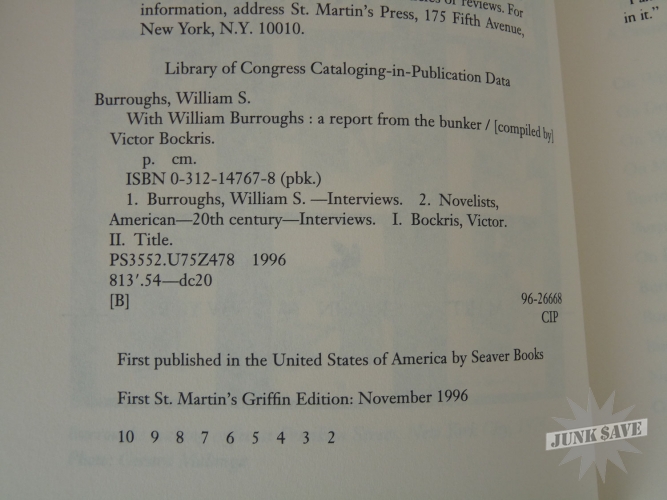 of reviews. For
information, address St. Martin's Press, 175 Fifth Avenue,
New York, N.Y. 10010.
Library of Congress Cataloging-in-Publication Data
Burroughs, William S.
With William Burroughs : a report from the bunker / [compiled by]
Victor Bockris.
p. cm.
ISBN 0-312-14767-8 (pbk.)
1. Burroughs, William S. —Interviews. 2. Novelists,
American—20th century—Interviews. I. Bockris, Victor.
II. Title.
PS3552.U75Z478 1996
813'.54—dc20
[B] 96-26668
CIP
First published in the United States of America by Seaver Books
First St. Martin's Griffin Edition: November 1996
10 9 8 7 6 5 4 3 2
in it."
JUNK SAVE